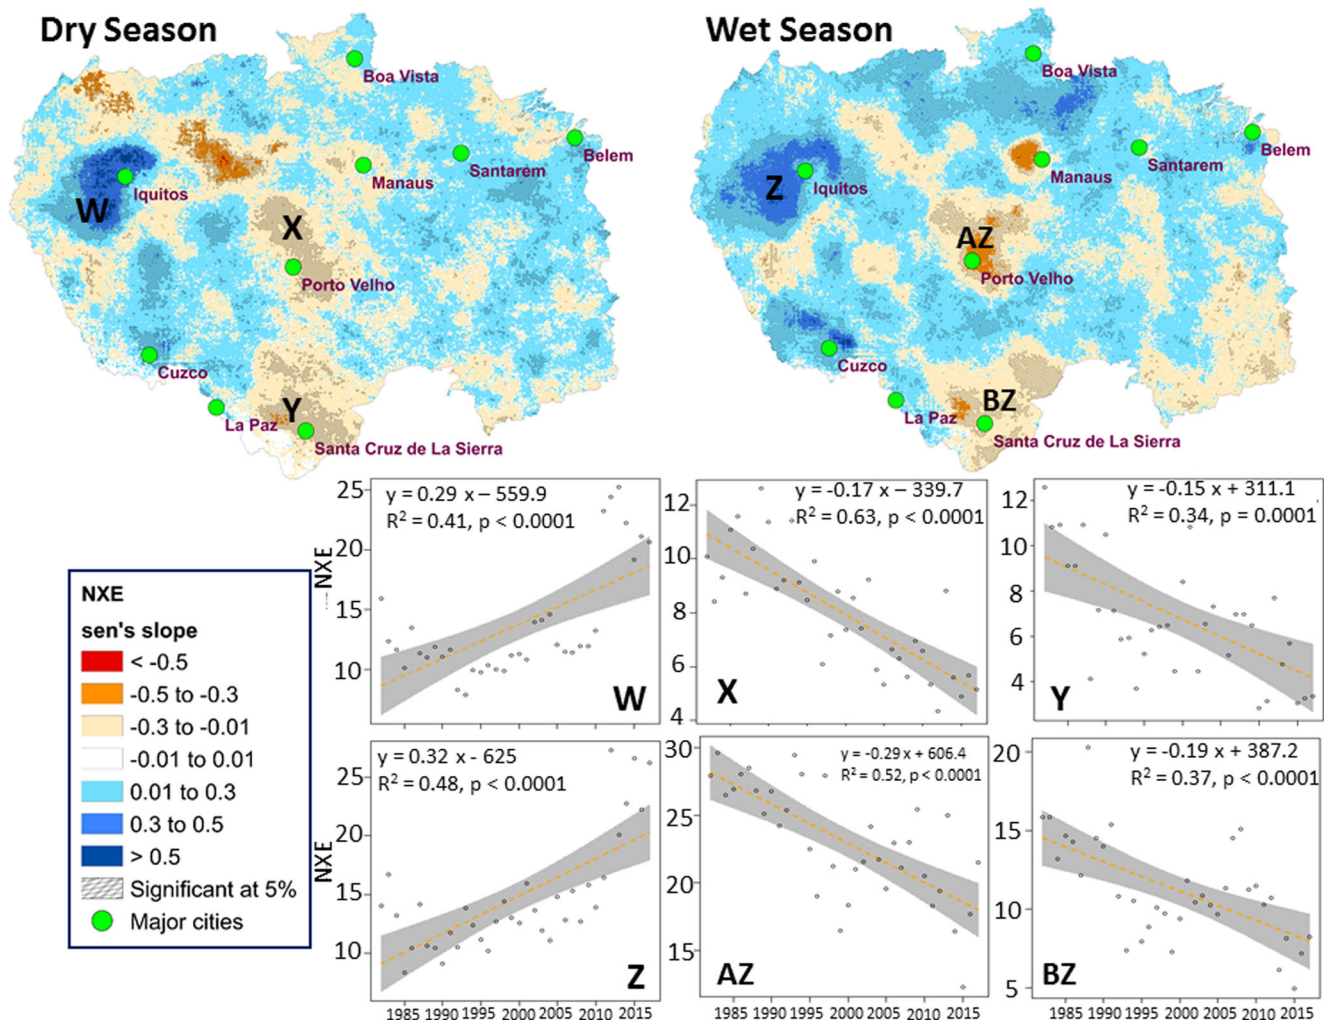 Dry Season
Wet Season
Boa Vista
Belem
Santarem
Manaus
Iquitos
W
X
Porto Velho
Cuzco
Y
La Paz
Santa Cruz de La Sierra
Boa Vista
Belem
Santarem
Manaus
Iquitos
Z
AZ
Porto Velho
Cuzco
BZ
La Paz
Santa Cruz de La Sierra
NXE
sen's slope
< -0.5
-0.5 to -0.3
-0.3 to -0.01
-0.01 to 0.01
0.01 to 0.3
0.3 to 0.5
> 0.5
Significant at 5%
Major cities
y = 0.29 x – 559.9
R² = 0.41, p < 0.0001
NXE
25
20
15
10
W
y = -0.17 x – 339.7
R² = 0.63, p < 0.0001
12
10
8
6
4
X
y = -0.15 x + 311.1
R² = 0.34, p = 0.0001
12
10
8
6
4
Y
y = 0.32 x - 625
R² = 0.48, p < 0.0001
NXE
25
20
15
10
Z
1985 1990 1995 2000 2005 2010 2015
y = -0.29 x + 606.4
R² = 0.52, p < 0.0001
30
25
20
15
AZ
1985 1990 1995 2000 2005 2010 2015
y = -0.19 x + 387.2
R² = 0.37, p < 0.0001
20
15
10
5
BZ
1985 1990 1995 2000 2005 2010 2015